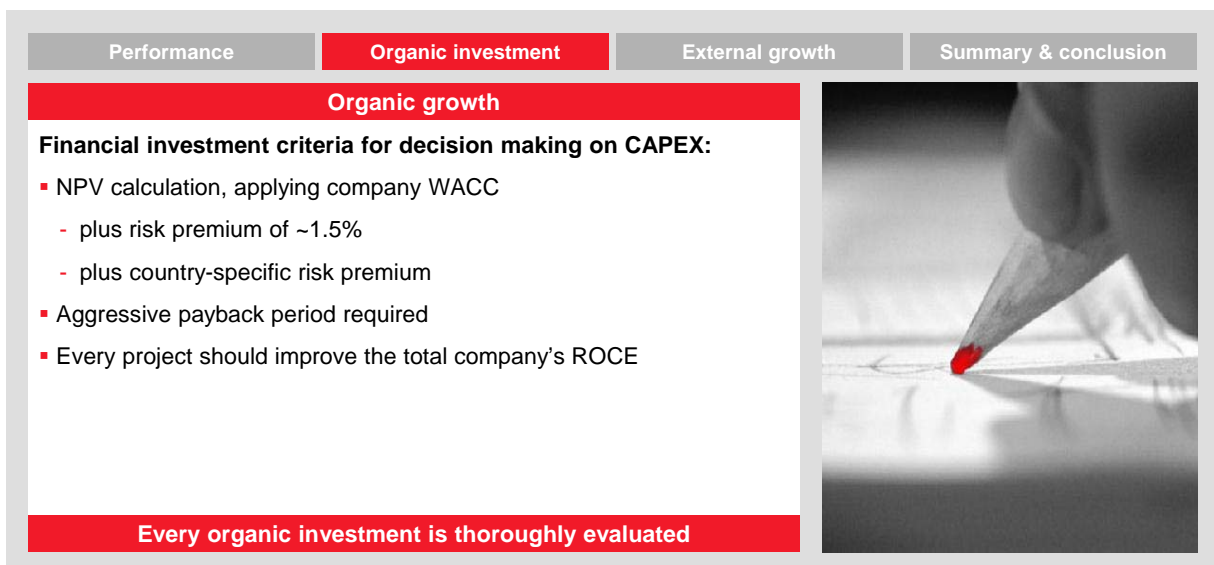 Performance
Organic investment
External growth
Summary & conclusion
Organic growth
Financial investment criteria for decision making on CAPEX:
▪ NPV calculation, applying company WACC
- plus risk premium of ~1.5%
- plus country-specific risk premium
▪ Aggressive payback period required
▪ Every project should improve the total company’s ROCE
Every organic investment is thoroughly evaluated